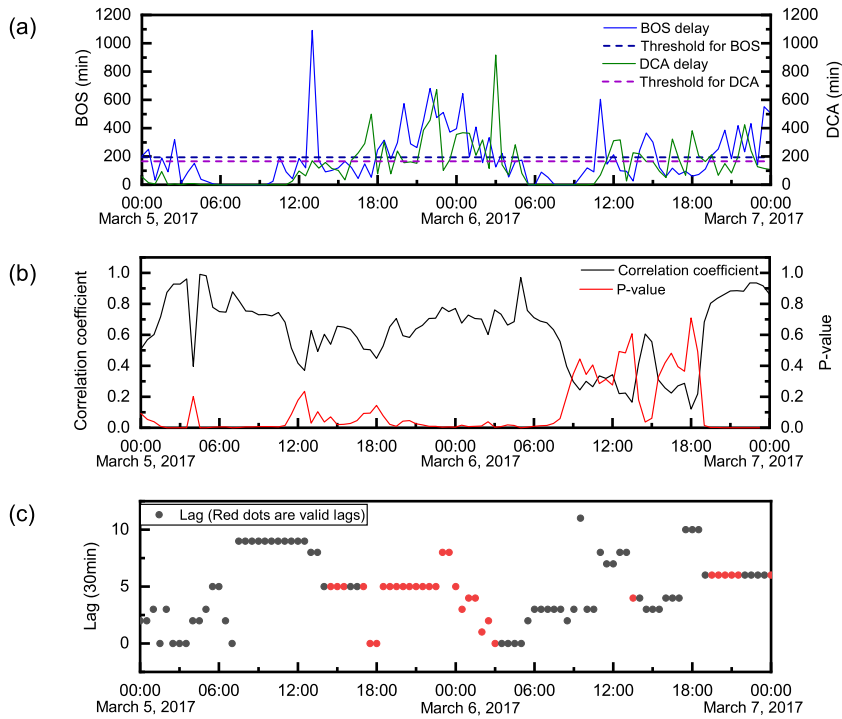 (a)
1200
1000
800
600
400
200
0
BOS (min)
BOS delay
Threshold for BOS
DCA delay
Threshold for DCA
1200
1000
800
600
400
200
0
DCA (min)
00:00 06:00 12:00 18:00 00:00 06:00 12:00 18:00 00:00
March 5, 2017 March 6, 2017 March 7, 2017
(b)
1.0
0.8
0.6
0.4
0.2
0.0
Correlation coefficient
Correlation coefficient
P-value
1.0
0.8
0.6
0.4
0.2
0.0
P-value
00:00 06:00 12:00 18:00 00:00 06:00 12:00 18:00 00:00
March 5, 2017 March 6, 2017 March 7, 2017
(c)
Lag (Red dots are valid lags)
10
5
0
Lag (30min)
00:00 06:00 12:00 18:00 00:00 06:00 12:00 18:00 00:00
March 5, 2017 March 6, 2017 March 7, 2017